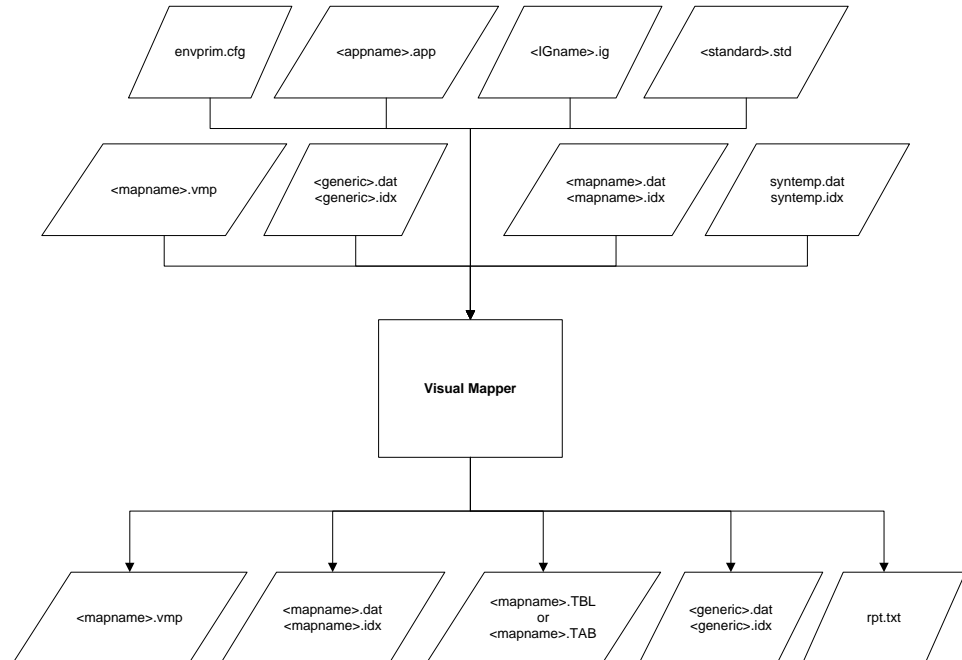 envprim.cfg
<appname>.app
<IGname>.ig
<standard>.std
<mapname>.vmp
<generic>.dat
<generic>.idx
<mapname>.dat
<mapname>.idx
syntemp.dat
syntemp.idx
Visual Mapper
<mapname>.vmp
<mapname>.dat
<mapname>.idx
<mapname>.TBL
or
<mapname>.TAB
<generic>.dat
<generic>.idx
rpt.txt